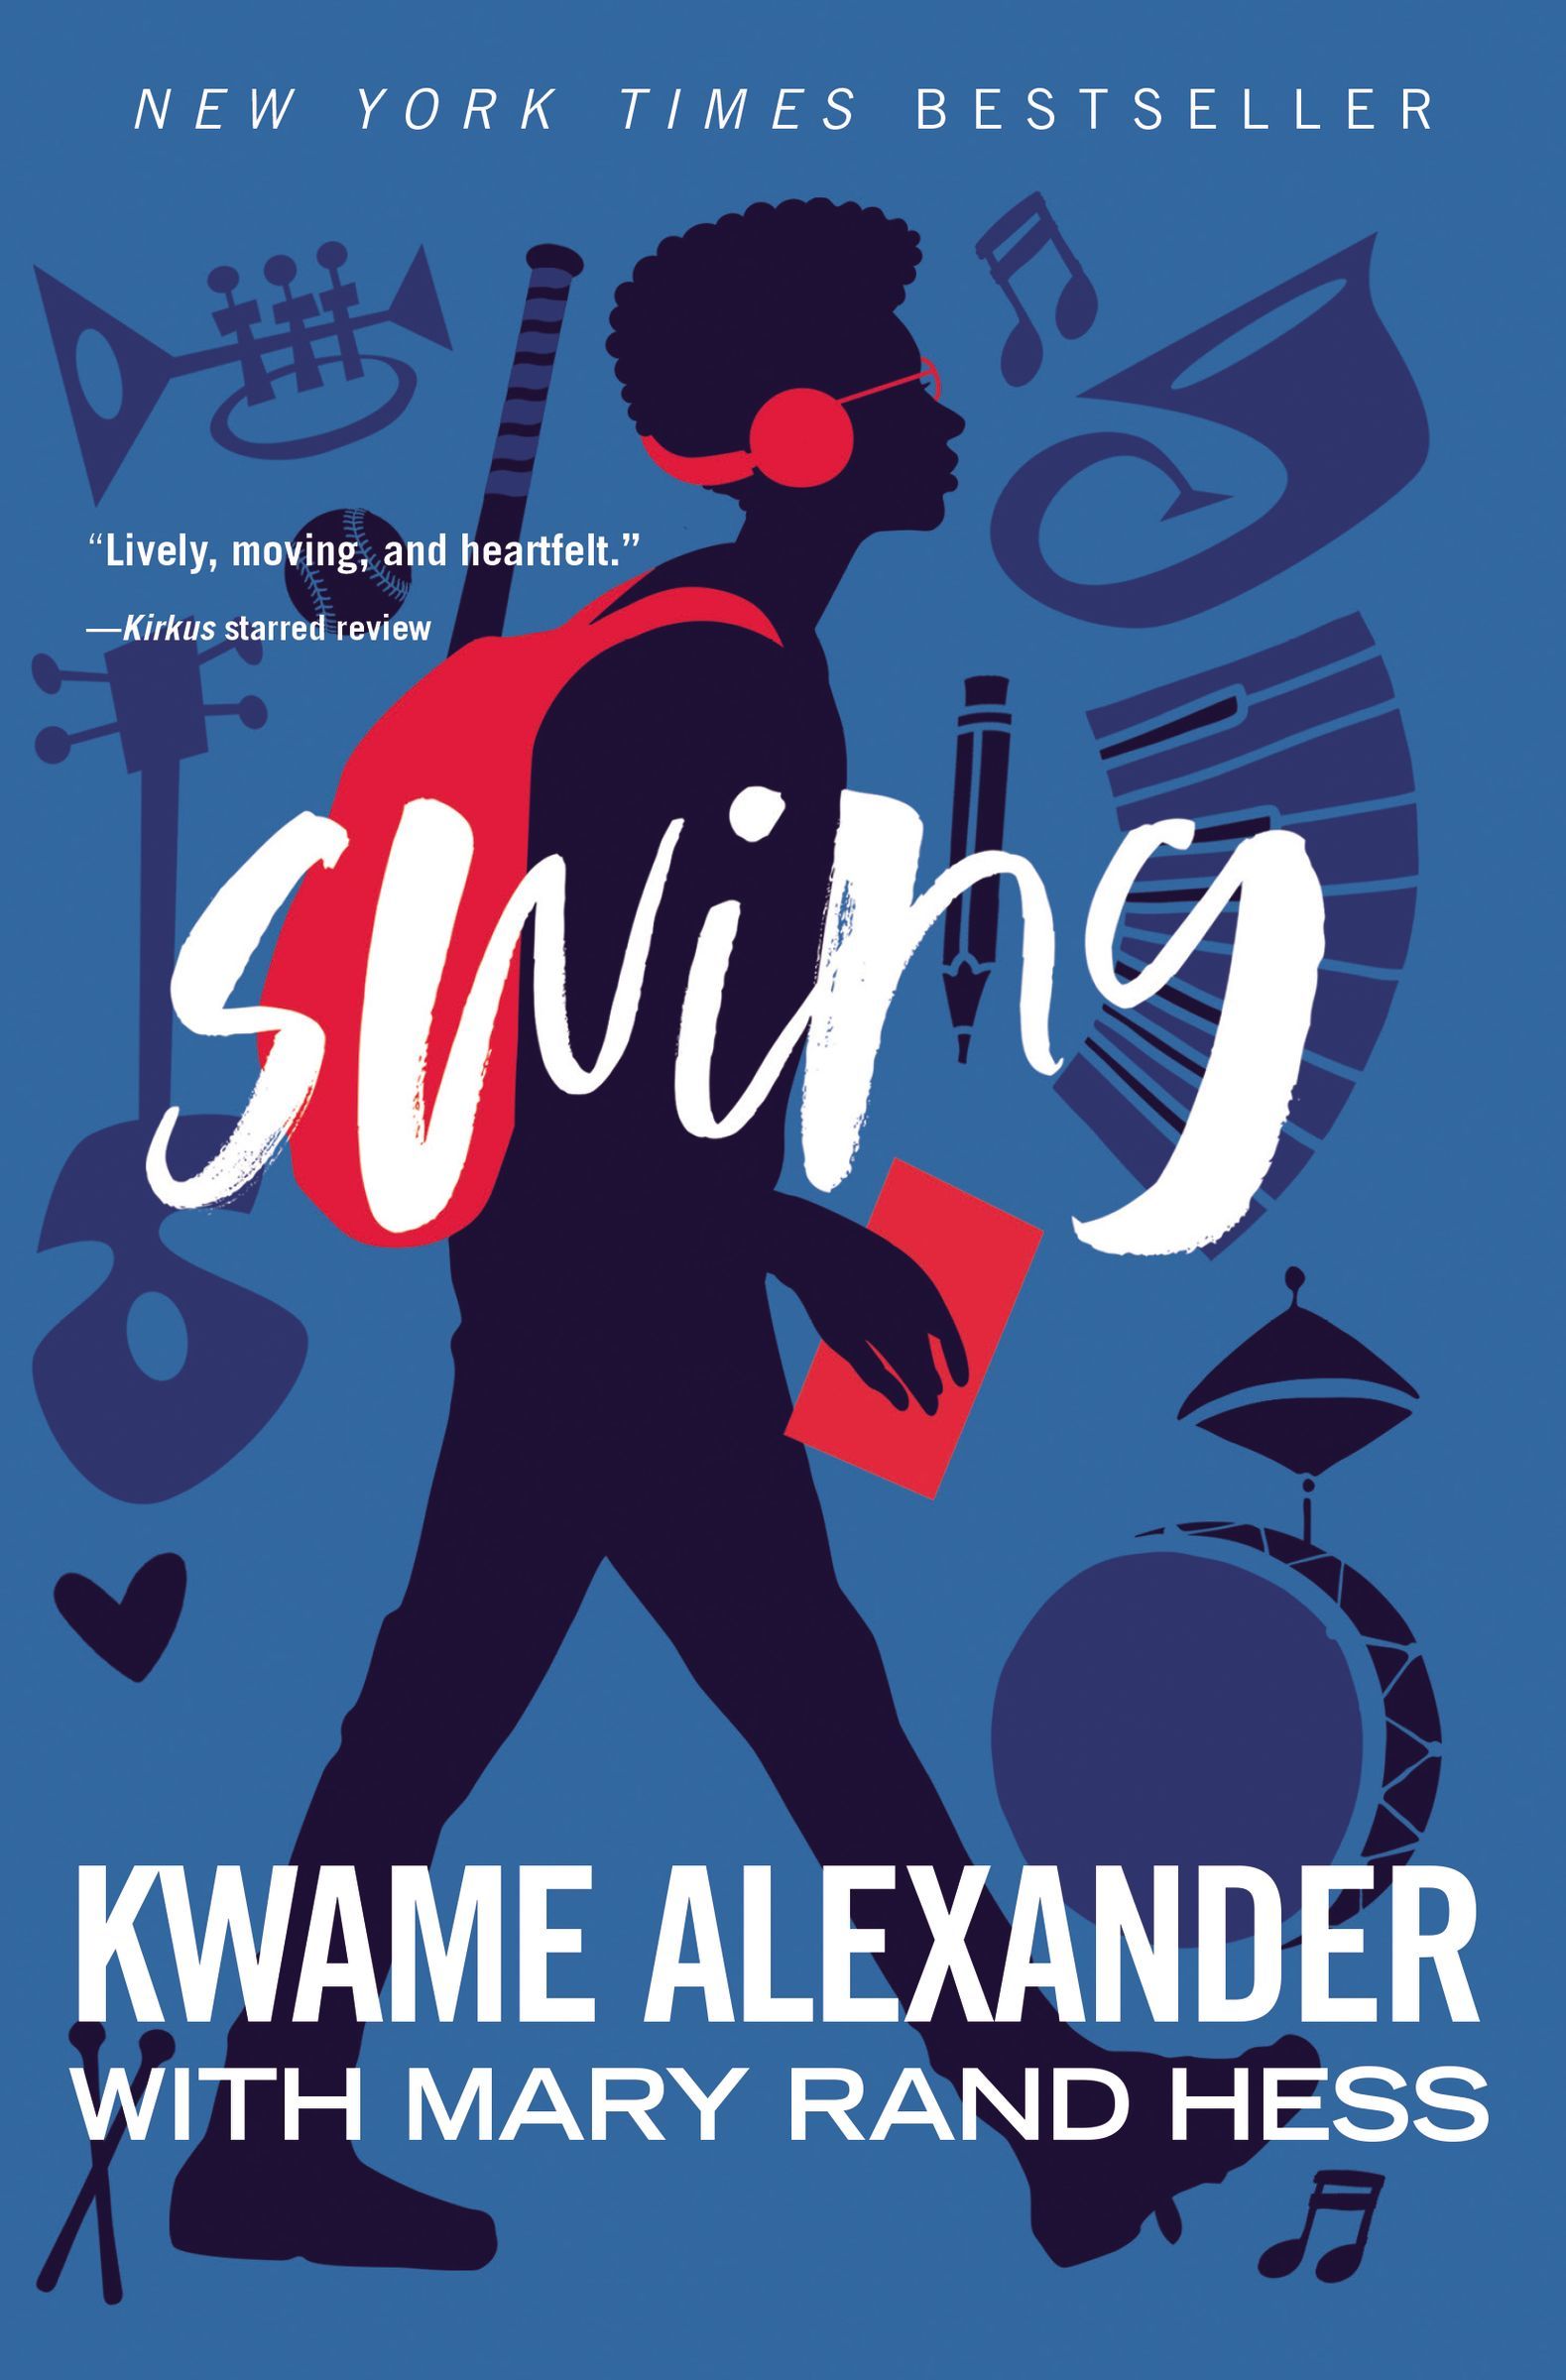 NEW YORK TIMES BESTSELLER
“Lively, moving, and heartfelt.”
—Kirkus starred review
swing
KWAME ALEXANDER
WITH MARY RAND HESS